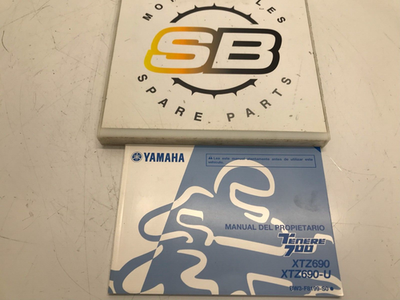 MOTORCYCLES
SB
SPARE PARTS
YAMAHA
MANUAL DEL PROPIETARIO
Ténéré
700
XTZ690
XTZ690-U